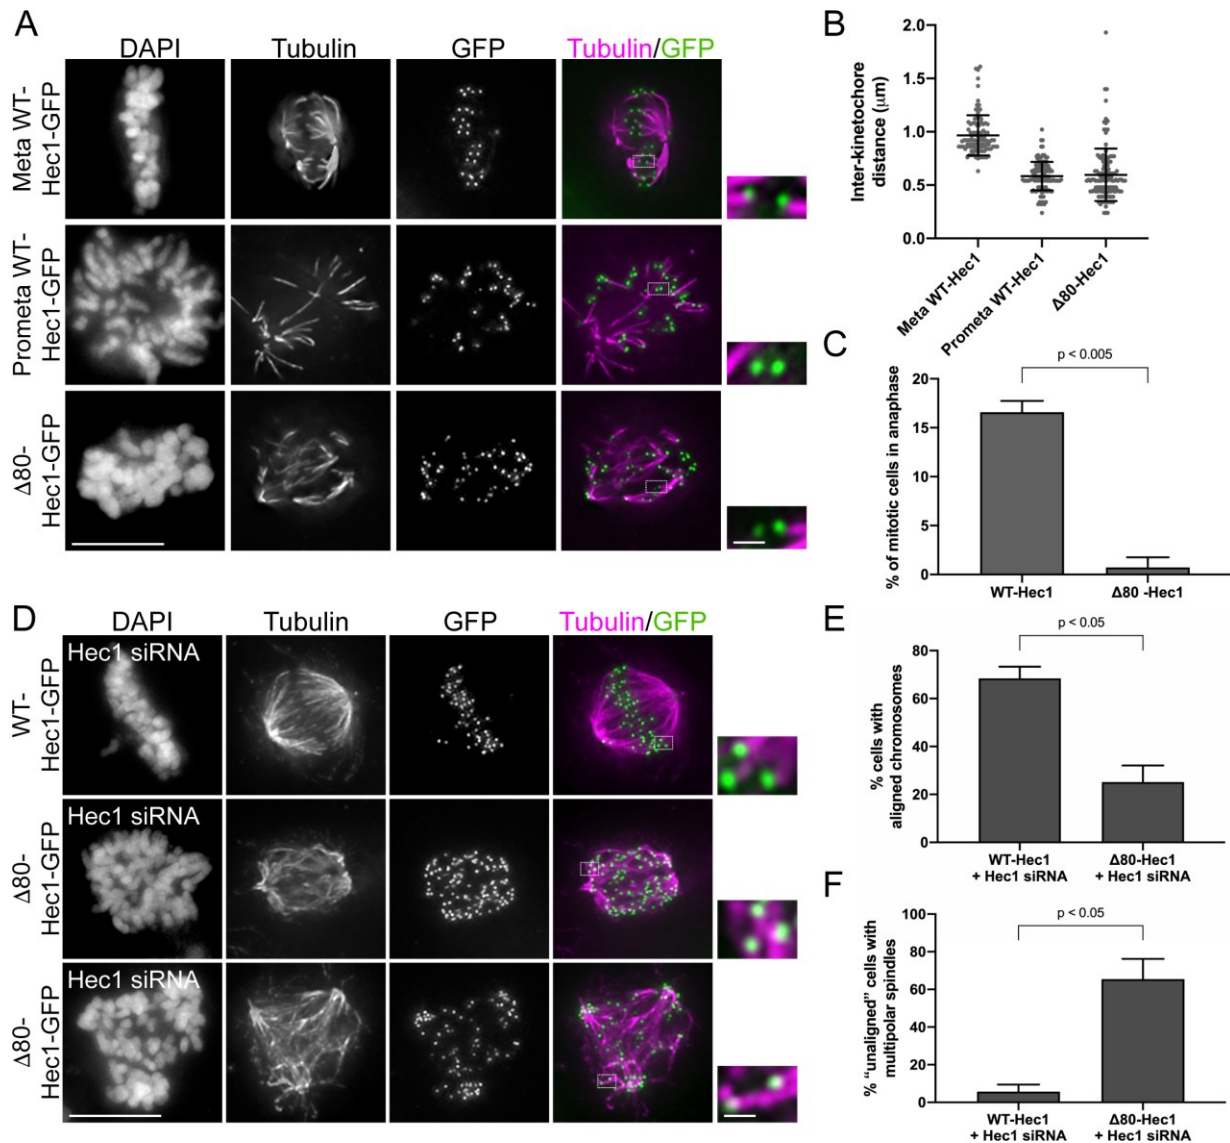 A
DAPI
Tubulin
GFP
Tubulin/GFP
Meta WT-
Hec1-GFP
Prometa WT-
Hec1-GFP
Δ80-
Hec1-GFP
B
Inter-kinetochore
distance (μm)
2.0
1.5
1.0
0.5
0.0
Meta WT-Hec1
Prometa WT-Hec1
Δ80-Hec1
C
% of mitotic cells in anaphase
p < 0.005
20
15
10
5
0
WT-Hec1
Δ80 -Hec1
D
DAPI
Tubulin
GFP
Tubulin/GFP
WT-
Hec1-GFP
Hec1 siRNA
Δ80-
Hec1-GFP
Hec1 siRNA
Δ80-
Hec1-GFP
Hec1 siRNA
E
% cells with
aligned chromosomes
p < 0.05
80
60
40
20
0
WT-Hec1
+ Hec1 siRNA
Δ80-Hec1
+ Hec1 siRNA
F
% "unaligned" cells with
multipolar spindles
p < 0.05
100
80
60
40
20
0
WT-Hec1
+ Hec1 siRNA
Δ80-Hec1
+ Hec1 siRNA